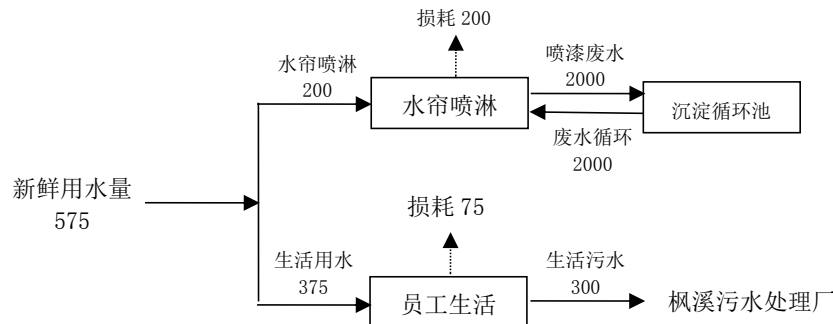 损耗 200
水帘喷淋
200
喷漆废水
2000
水帘喷淋
沉淀循环池
废水循环
2000
新鲜用水量
575
损耗 75
生活用水
375
生活污水
300
员工生活
枫溪污水处理厂